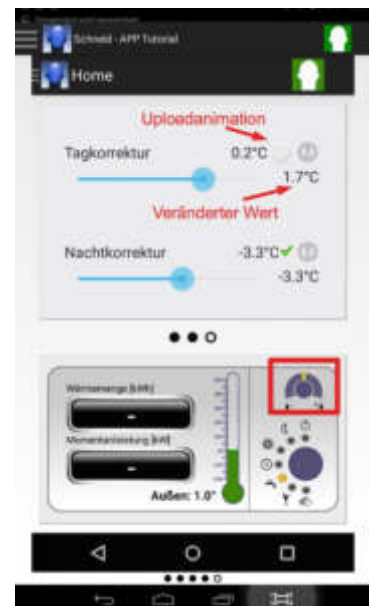 Schneid - APP Tutorial
Home
Uploadanimation
Tagkorrektur 0.2°C
1.7°C
Veränderter Wert
Nachtkorrektur -3.3°C
-3.3°C
Wärmemenge [kWh]
-
Momentanleistung [kW]
-
Außen: 1.0°